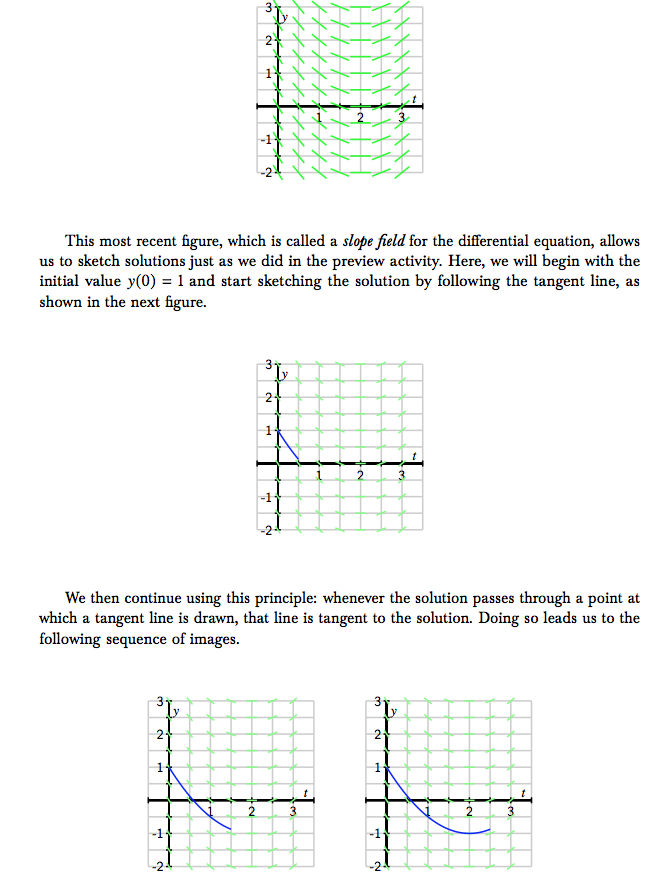 3
y
2
1
t
1 2 3
-1
-2
This most recent figure, which is called a slope field for the differential equation, allows
us to sketch solutions just as we did in the preview activity. Here, we will begin with the
initial value y(0) = 1 and start sketching the solution by following the tangent line, as
shown in the next figure.
3
y
2
1
t
1 2 3
-1
-2
We then continue using this principle: whenever the solution passes through a point at
which a tangent line is drawn, that line is tangent to the solution. Doing so leads us to the
following sequence of images.
3
y
2
1
t
1 2 3
-1
-2
3
y
2
1
t
1 2 3
-1
-2